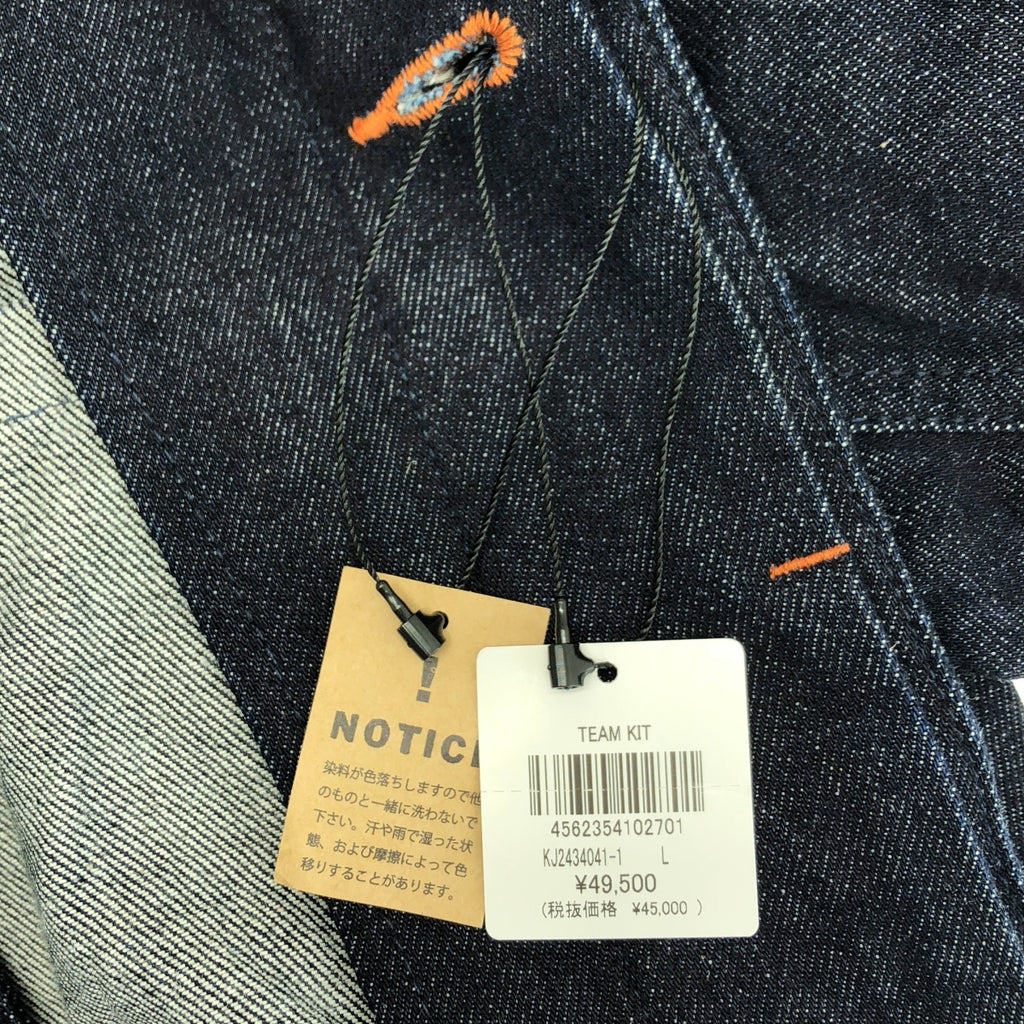 !
NOTIC
染料が色落ちしますので他
のものと一緒に洗わないで
下さい。汗や雨で湿った状
態、および摩擦によって色
移りすることがあります。
TEAM KIT
4562354102701
KJ2434041-1 L
¥49,500
(税抜価格 ¥45,000 )